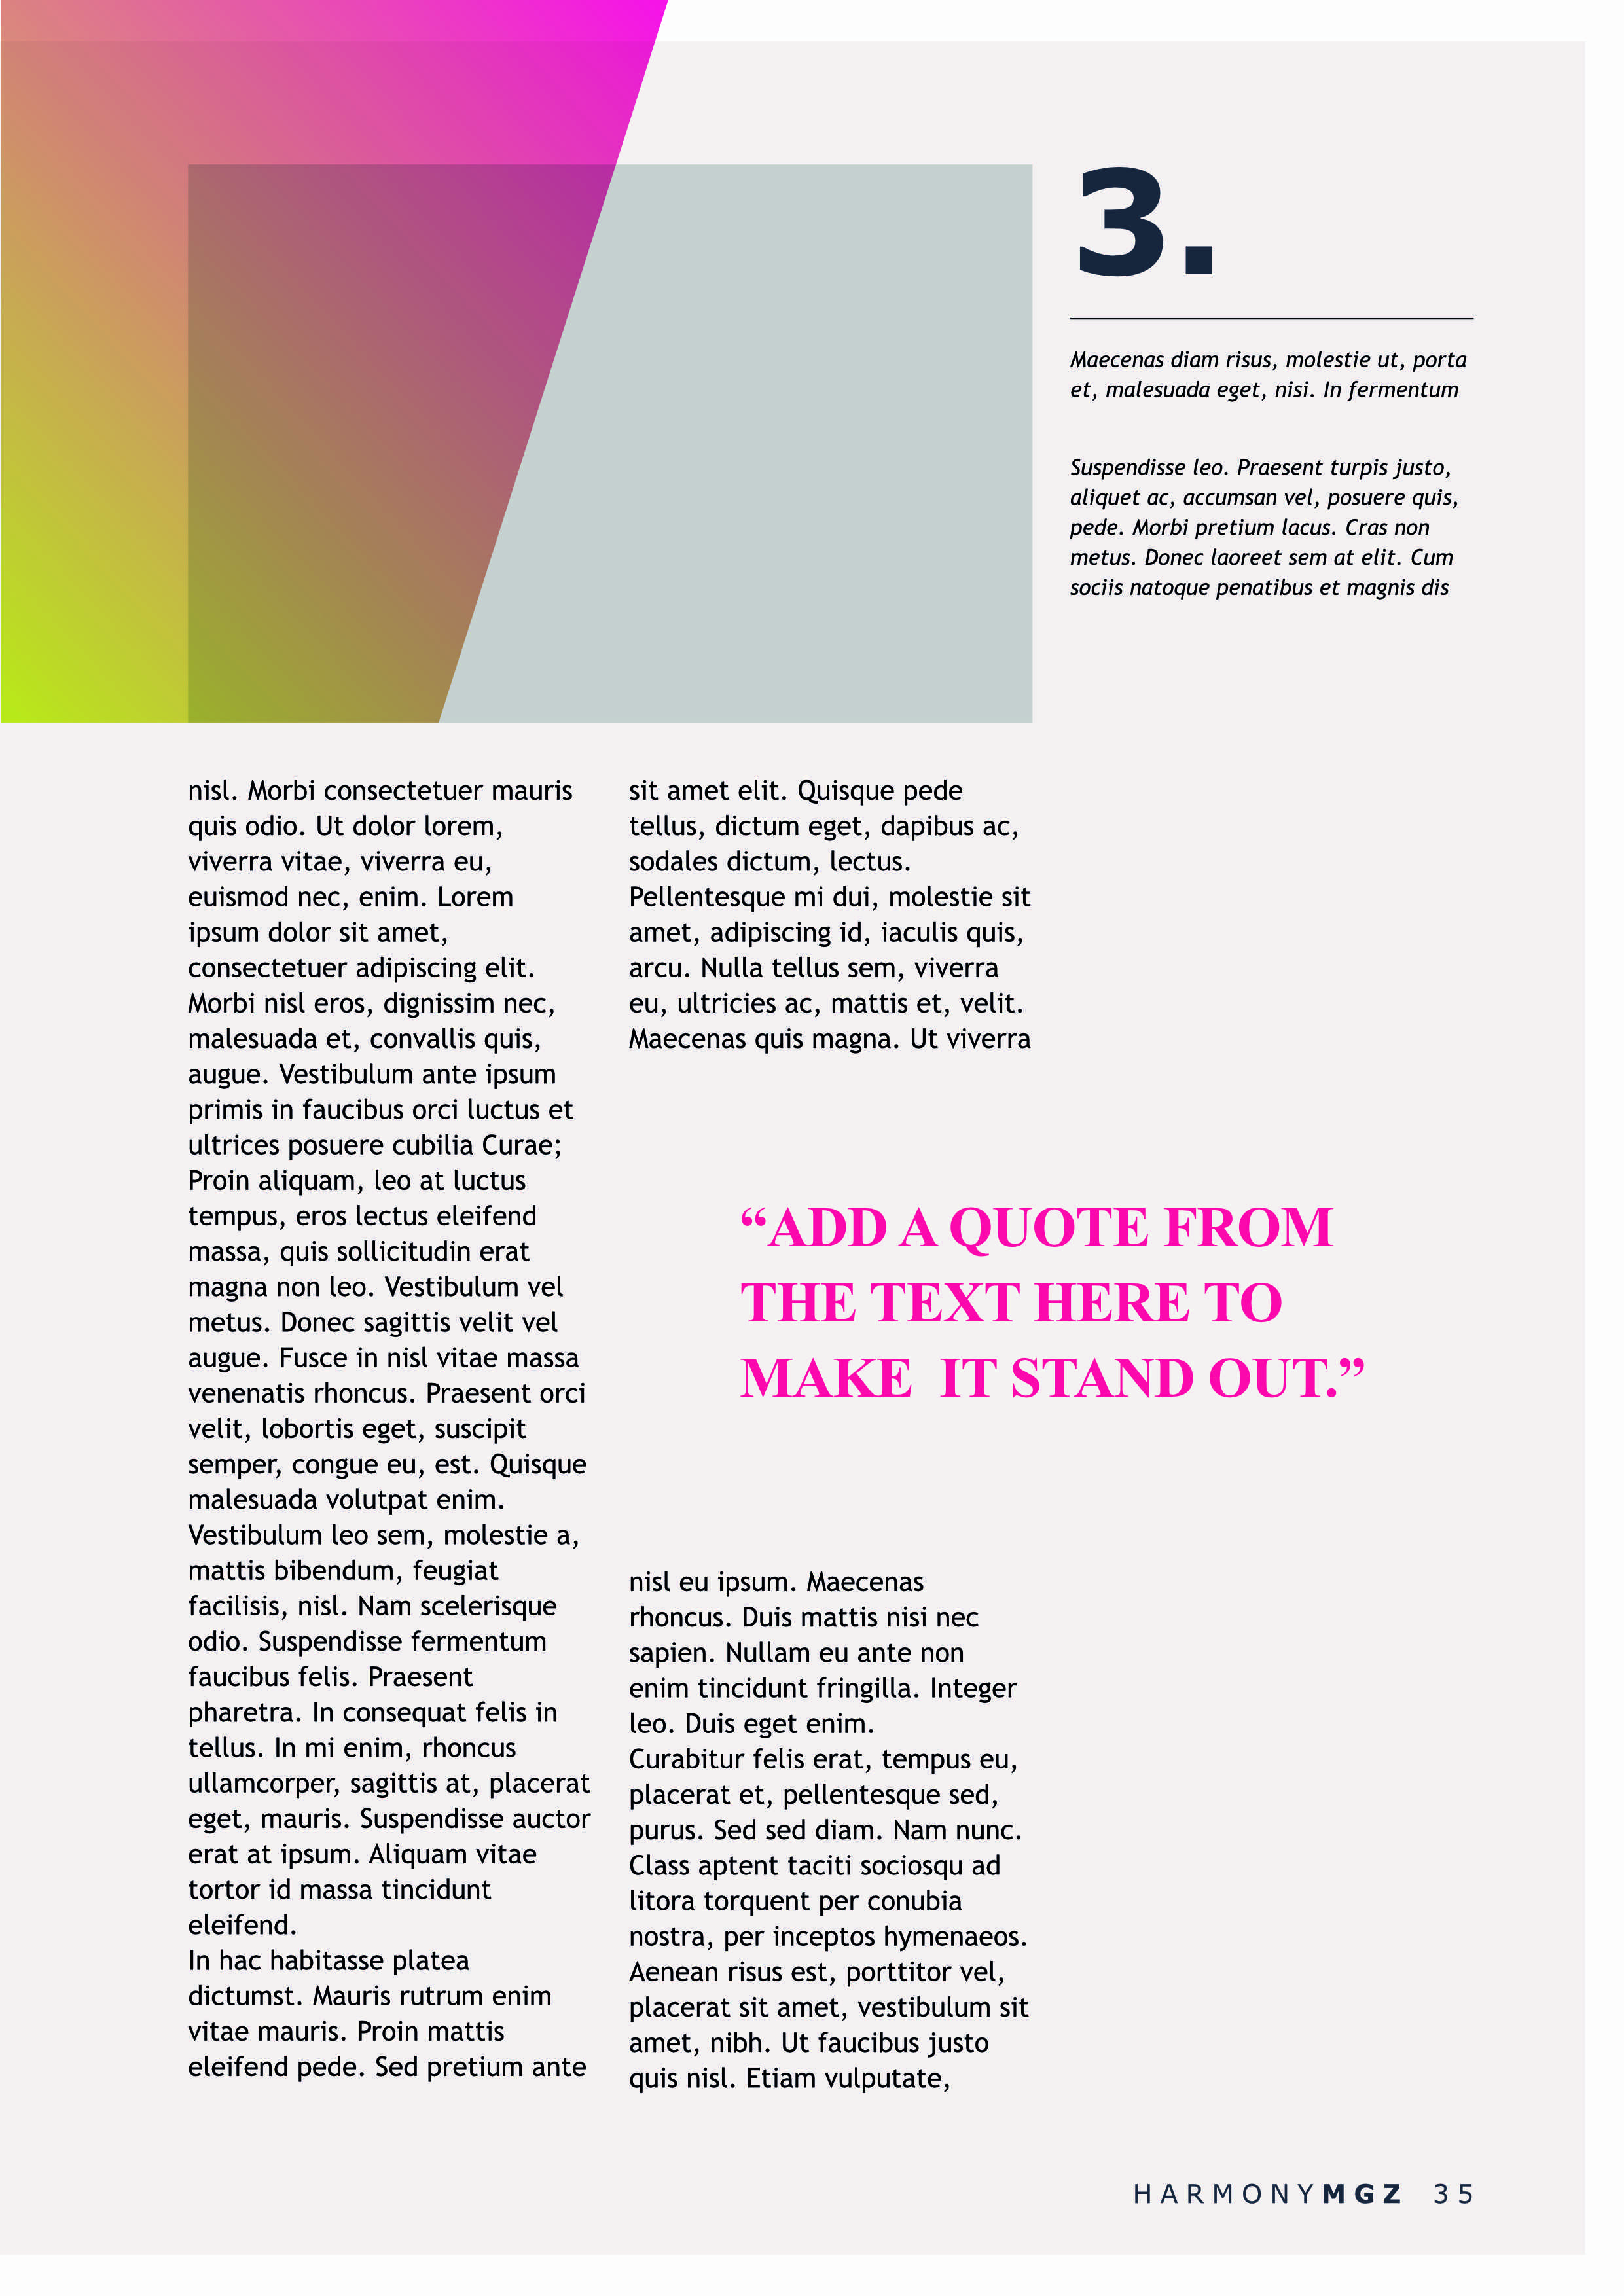 3.
Maecenas diam risus, molestie ut, porta
et, malesuada eget, nisi. In fermentum
Suspendisse leo. Praesent turpis justo,
aliquet ac, accumsan vel, posuere quis,
pede. Morbi pretium lacus. Cras non
metus. Donec laoreet sem at elit. Cum
sociis natoque penatibus et magnis dis
nisl. Morbi consectetuer mauris
quis odio. Ut dolor lorem,
viverra vitae, viverra eu,
euismod nec, enim. Lorem
ipsum dolor sit amet,
consectetuer adipiscing elit.
Morbi nisl eros, dignissim nec,
malesuada et, convallis quis,
augue. Vestibulum ante ipsum
primis in faucibus orci luctus et
ultrices posuere cubilia Curae;
Proin aliquam, leo at luctus
tempus, eros lectus eleifend
massa, quis sollicitudin erat
magna non leo. Vestibulum vel
metus. Donec sagittis velit vel
augue. Fusce in nisl vitae massa
venenatis rhoncus. Praesent orci
velit, lobortis eget, suscipit
semper, congue eu, est. Quisque
malesuada volutpat enim.
Vestibulum leo sem, molestie a,
mattis bibendum, feugiat
facilisis, nisl. Nam scelerisque
odio. Suspendisse fermentum
faucibus felis. Praesent
pharetra. In consequat felis in
tellus. In mi enim, rhoncus
ullamcorper, sagittis at, placerat
eget, mauris. Suspendisse auctor
erat at ipsum. Aliquam vitae
tortor id massa tincidunt
eleifend.
In hac habitasse platea
dictumst. Mauris rutrum enim
vitae mauris. Proin mattis
eleifend pede. Sed pretium ante
sit amet elit. Quisque pede
tellus, dictum eget, dapibus ac,
sodales dictum, lectus.
Pellentesque mi dui, molestie sit
amet, adipiscing id, iaculis quis,
arcu. Nulla tellus sem, viverra
eu, ultricies ac, mattis et, velit.
Maecenas quis magna. Ut viverra
“ADD A QUOTE FROM
THE TEXT HERE TO
MAKE  IT STAND OUT.”
nisl eu ipsum. Maecenas
rhoncus. Duis mattis nisi nec
sapien. Nullam eu ante non
enim tincidunt fringilla. Integer
leo. Duis eget enim.
Curabitur felis erat, tempus eu,
placerat et, pellentesque sed,
purus. Sed sed diam. Nam nunc.
Class aptent taciti sociosqu ad
litora torquent per conubia
nostra, per inceptos hymenaeos.
Aenean risus est, porttitor vel,
placerat sit amet, vestibulum sit
amet, nibh. Ut faucibus justo
quis nisl. Etiam vulputate,
HARMONYMGZ 35